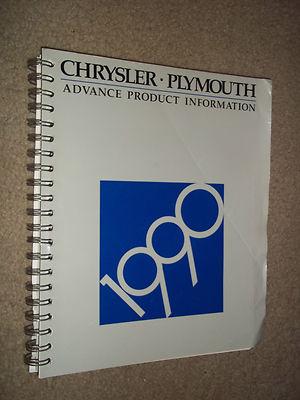 CHRYSLER · PLYMOUTH
ADVANCE PRODUCT INFORMATION
1990